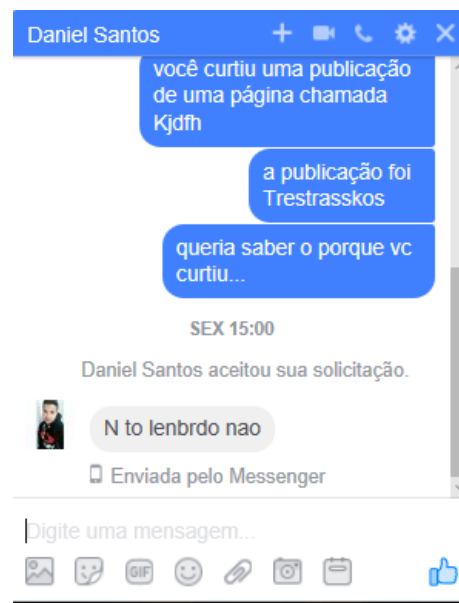 Daniel Santos
você curtiu uma publicação
de uma página chamada
Kjdfh
a publicação foi
Trestrasskos
queria saber o porque vc
curtiu...
SEX 15:00
Daniel Santos aceitou sua solicitação.
N to lenbrdo nao
Enviada pelo Messenger
Digite uma mensagem...
GIF